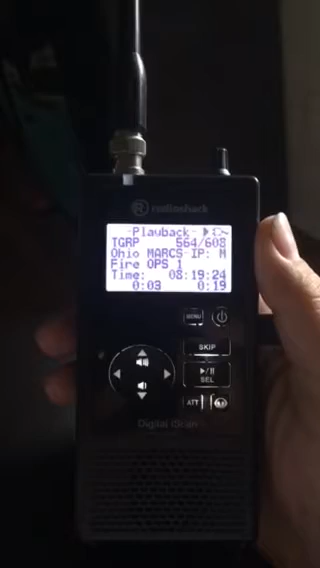 R radioshack
-Playback-
TGRP 564/608
Ohio MARCS-IP: M
Fire OPS 1
Time: 08:19:24
0:03 0:19
MENU
SKIP
SEL
ATT
Digital iScan